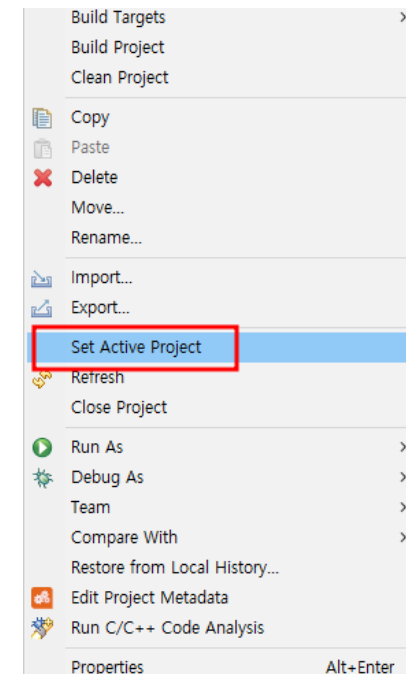 Build Targets
Build Project
Clean Project
Copy
Paste
Delete
Move...
Rename...
Import...
Export...
Set Active Project
Refresh
Close Project
Run As
Debug As
Team
Compare With
Restore from Local History...
Edit Project Metadata
Run C/C++ Code Analysis
Properties Alt+Enter